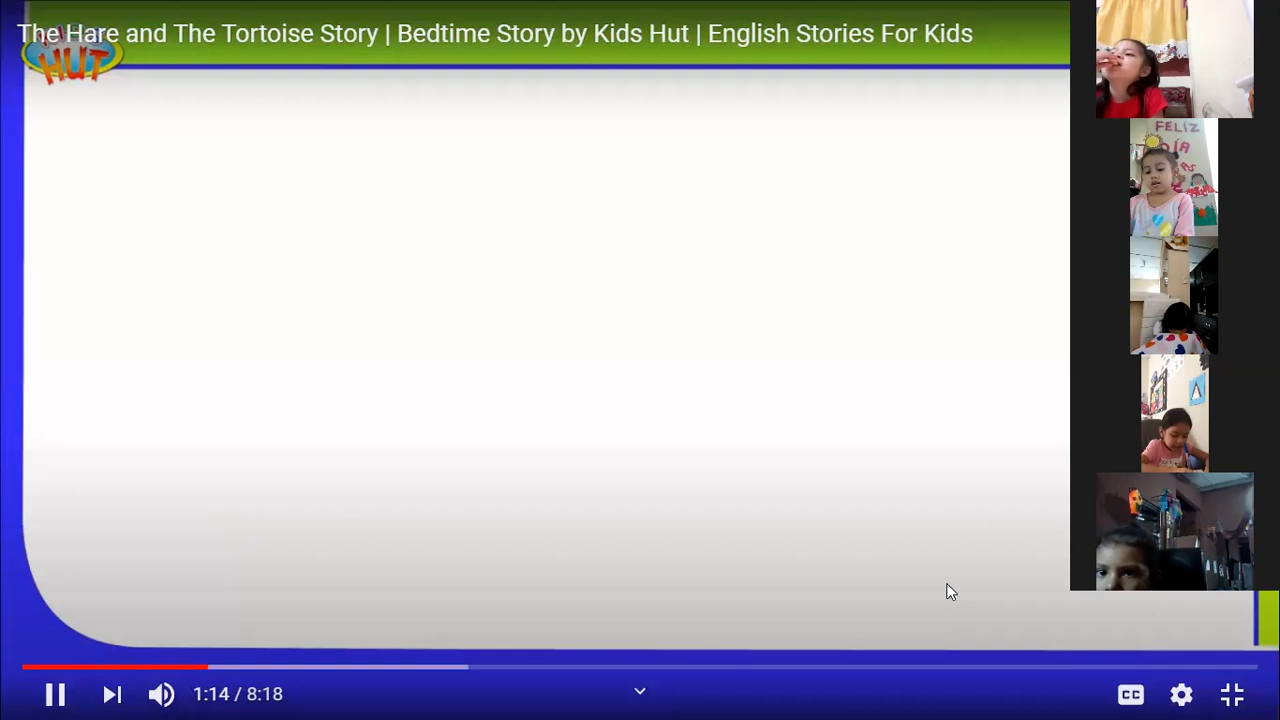 The Hare and The Tortoise Story | Bedtime Story by Kids Hut | English Stories For Kids
HUT
FELIZ
DÍA
1:14 / 8:18
CC